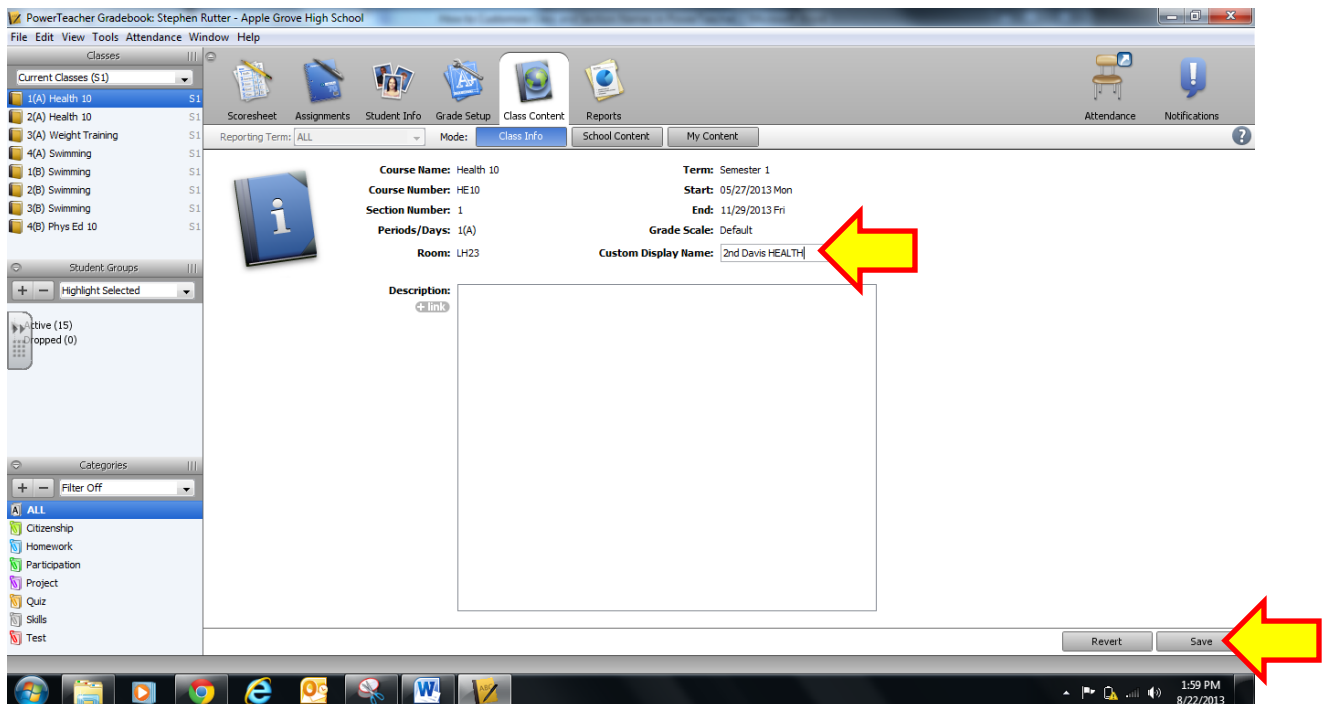 PowerTeacher Gradebook: Stephen Rutter - Apple Grove High School
File Edit View Tools Attendance Window Help
Classes
Current Classes (S1)
1(A) Health 10 S1
2(A) Health 10 S1
3(A) Weight Training S1
4(A) Swimming S1
1(B) Swimming S1
2(B) Swimming S1
3(B) Swimming S1
4(B) Phys Ed 10 S1
Student Groups
+ − Highlight Selected
Active (15)
Dropped (0)
Categories
+ − Filter Off
ALL
Citizenship
Homework
Participation
Project
Quiz
Skills
Test
Scoresheet Assignments Student Info Grade Setup Class Content Reports Attendance Notifications
Reporting Term: ALL Mode: Class Info School Content My Content ?
Course Name: Health 10
Course Number: HE10
Section Number: 1
Periods/Days: 1(A)
Room: LH23
Term: Semester 1
Start: 05/27/2013 Mon
End: 11/29/2013 Fri
Grade Scale: Default
Custom Display Name: 2nd Davis HEALTH
Description:
+ link
Revert Save
1:59 PM
8/22/2013